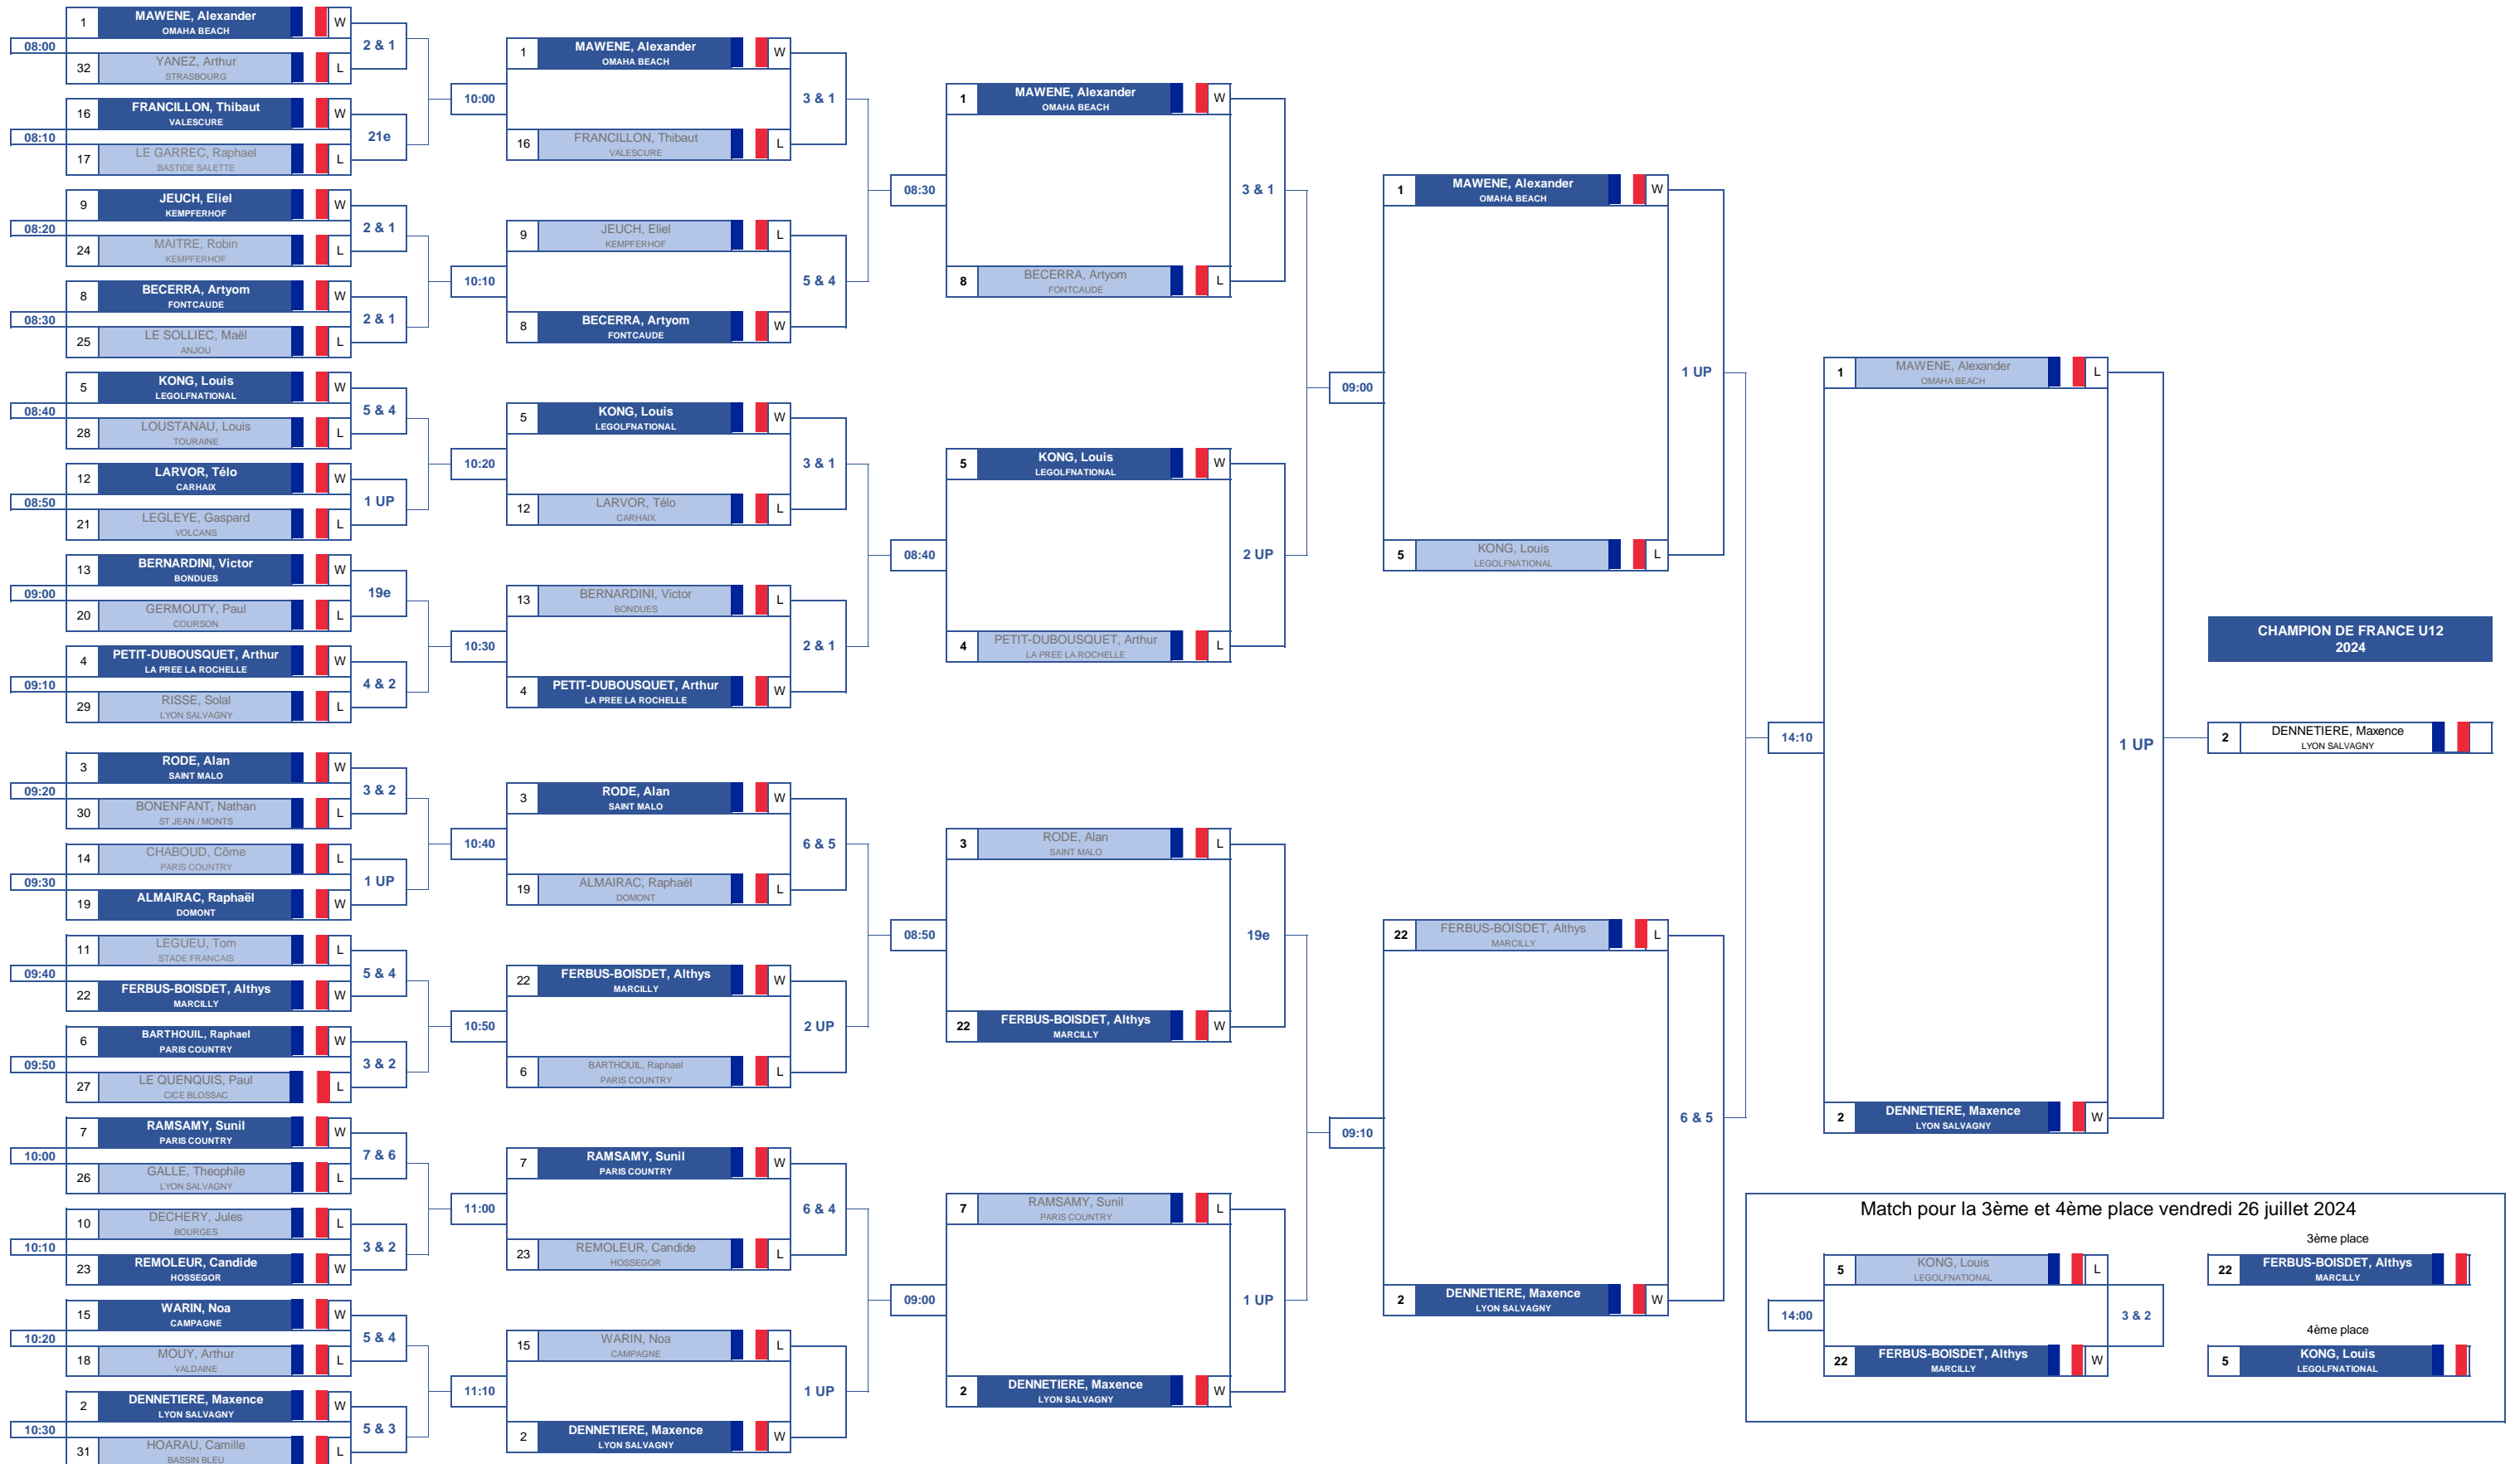 1 MAWENE, Alexander W
OMAHA BEACH
08:00 2 & 1
32 YANEZ, Arthur L
STRASBOURG
16 FRANCILLON, Thibaut W
VALESCURE
08:10 21e
17 LE GARREC, Raphael L
BASTIDE SALETTE
9 JEUCH, Eliel W
KEMPFERHOF
08:20 2 & 1
24 MAITRE, Robin L
KEMPFERHOF
8 BECERRA, Artyom W
FONTCAUDE
08:30 2 & 1
25 LE SOLLIEC, Maël L
ANJOU
5 KONG, Louis W
LEGOLFNATIONAL
08:40 5 & 4
28 LOUSTANAU, Louis L
TOURAINE
12 LARVOR, Télo W
CARHAIX
08:50 1 UP
21 LEGLEYE, Gaspard L
VOLCANS
13 BERNARDINI, Victor W
BONDUES
09:00 19e
20 GERMOUTY, Paul L
COURSON
4 PETIT-DUBOUSQUET, Arthur W
LA PREE LA ROCHELLE
09:10 4 & 2
29 RISSE, Solal L
LYON SALVAGNY
3 RODE, Alan W
SAINT MALO
09:20 3 & 2
30 BONENFANT, Nathan L
ST JEAN / MONTS
14 CHABOUD, Côme L
PARIS COUNTRY
09:30 1 UP
19 ALMAIRAC, Raphaël W
DOMONT
11 LEGUEU, Tom L
STADE FRANCAIS
09:40 5 & 4
22 FERBUS-BOISDET, Althys W
MARCILLY
6 BARTHOUIL, Raphael W
PARIS COUNTRY
09:50 3 & 2
27 LE QUENQUIS, Paul L
CICE BLOSSAC
7 RAMSAMY, Sunil W
PARIS COUNTRY
10:00 7 & 6
26 GALLE, Theophile L
LYON SALVAGNY
10 DECHERY, Jules L
BOURGES
10:10 3 & 2
23 REMOLEUR, Candide W
HOSSEGOR
15 WARIN, Noa W
CAMPAGNE
10:20 5 & 4
18 MOUY, Arthur L
VALDAINE
2 DENNETIERE, Maxence W
LYON SALVAGNY
10:30 5 & 3
31 HOARAU, Camille L
BASSIN BLEU
1 MAWENE, Alexander W
OMAHA BEACH
10:00 3 & 1
16 FRANCILLON, Thibaut L
VALESCURE
9 JEUCH, Eliel L
KEMPFERHOF
10:10 5 & 4
8 BECERRA, Artyom W
FONTCAUDE
5 KONG, Louis W
LEGOLFNATIONAL
10:20 3 & 1
12 LARVOR, Télo L
CARHAIX
13 BERNARDINI, Victor L
BONDUES
10:30 2 & 1
4 PETIT-DUBOUSQUET, Arthur W
LA PREE LA ROCHELLE
3 RODE, Alan W
SAINT MALO
10:40 6 & 5
19 ALMAIRAC, Raphaël L
DOMONT
22 FERBUS-BOISDET, Althys W
MARCILLY
10:50 2 UP
6 BARTHOUIL, Raphael L
PARIS COUNTRY
7 RAMSAMY, Sunil W
PARIS COUNTRY
11:00 6 & 4
23 REMOLEUR, Candide L
HOSSEGOR
15 WARIN, Noa L
CAMPAGNE
11:10 1 UP
2 DENNETIERE, Maxence W
LYON SALVAGNY
1 MAWENE, Alexander W
OMAHA BEACH
08:30 3 & 1
8 BECERRA, Artyom L
FONTCAUDE
5 KONG, Louis W
LEGOLFNATIONAL
08:40 2 UP
4 PETIT-DUBOUSQUET, Arthur L
LA PREE LA ROCHELLE
3 RODE, Alan L
SAINT MALO
08:50 19e
22 FERBUS-BOISDET, Althys W
MARCILLY
7 RAMSAMY, Sunil L
PARIS COUNTRY
09:00 1 UP
2 DENNETIERE, Maxence W
LYON SALVAGNY
1 MAWENE, Alexander W
OMAHA BEACH
09:00 1 UP
5 KONG, Louis L
LEGOLFNATIONAL
22 FERBUS-BOISDET, Althys L
MARCILLY
09:10 6 & 5
2 DENNETIERE, Maxence W
LYON SALVAGNY
1 MAWENE, Alexander L
OMAHA BEACH
14:10 1 UP
2 DENNETIERE, Maxence W
LYON SALVAGNY
CHAMPION DE FRANCE U12
2024
2 DENNETIERE, Maxence
LYON SALVAGNY
Match pour la 3ème et 4ème place vendredi 26 juillet 2024
5 KONG, Louis L
LEGOLFNATIONAL
14:00 3 & 2
22 FERBUS-BOISDET, Althys W
MARCILLY
3ème place
22 FERBUS-BOISDET, Althys
MARCILLY
4ème place
5 KONG, Louis
LEGOLFNATIONAL